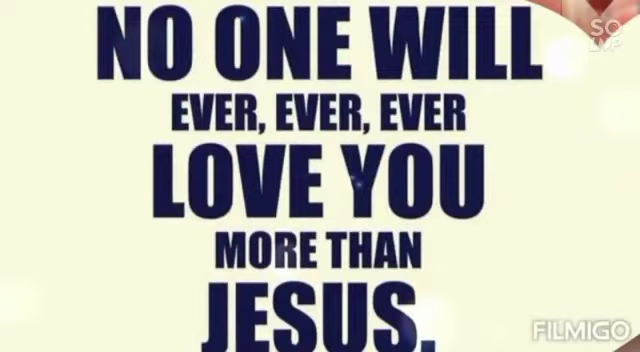 NO ONE WILL
EVER, EVER, EVER
LOVE YOU
MORE THAN
JESUS.
FILMIGO